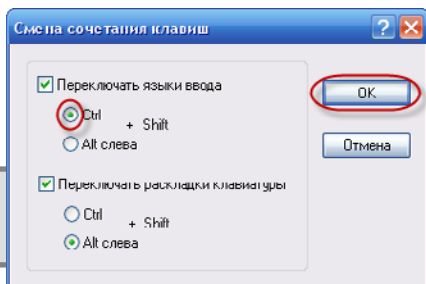 Смена сочетания клавиш
Переключать языки ввода
Ctrl
+ Shift
Alt слева
Переключать раскладки клавиатуры
Ctrl
+ Shift
Alt слева
OK
Отмена